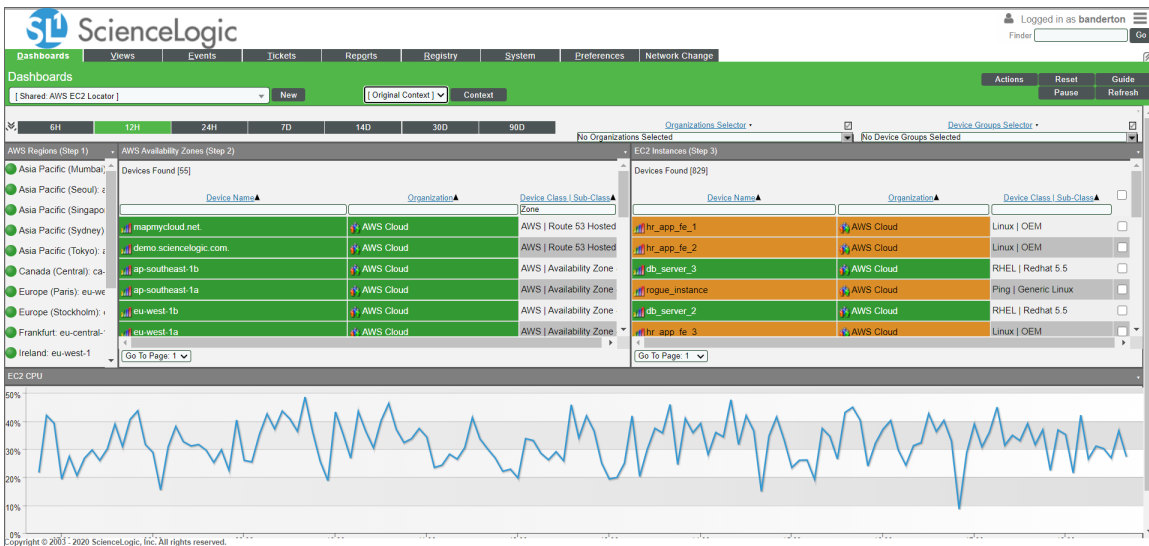 SL1 ScienceLogic
Logged in as banderton
Finder Go
Dashboards Views Events Tickets Reports Registry System Preferences Network Change
Dashboards
Actions Reset Guide
[ Shared: AWS EC2 Locator ] New [ Original Context ] Context
Pause Refresh
6H 12H 24H 7D 14D 30D 90D
Organizations Selector
Device Groups Selector
No Organizations Selected
No Device Groups Selected
AWS Regions (Step 1)
Asia Pacific (Mumbai)
Asia Pacific (Seoul): a
Asia Pacific (Singapo
Asia Pacific (Sydney)
Asia Pacific (Tokyo): a
Canada (Central): ca-
Europe (Paris): eu-we
Europe (Stockholm):
Frankfurt: eu-central-
Ireland: eu-west-1
AWS Availability Zones (Step 2)
Devices Found [55]
Device Name Organization Device Class | Sub-Class
Zone
mapmycloud.net. AWS Cloud AWS | Route 53 Hosted
demo.sciencelogic.com. AWS Cloud AWS | Route 53 Hosted
ap-southeast-1b AWS Cloud AWS | Availability Zone
ap-southeast-1a AWS Cloud AWS | Availability Zone
eu-west-1b AWS Cloud AWS | Availability Zone
eu-west-1a AWS Cloud AWS | Availability Zone
Go To Page: 1
EC2 Instances (Step 3)
Devices Found [829]
Device Name Organization Device Class | Sub-Class
hr_app_fe_1 AWS Cloud Linux | OEM
hr_app_fe_2 AWS Cloud Linux | OEM
db_server_3 AWS Cloud RHEL | Redhat 5.5
rogue_instance AWS Cloud Ping | Generic Linux
db_server_2 AWS Cloud RHEL | Redhat 5.5
hr_app_fe_3 AWS Cloud Linux | OEM
Go To Page: 1
EC2 CPU
50%
40%
30%
20%
10%
0%
Copyright © 2003 - 2020 ScienceLogic, Inc. All rights reserved.